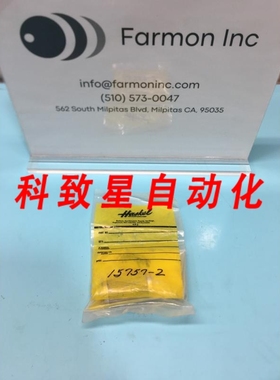 Farmon Inc
info@farmoninc.com
(510) 573-0047
562 South Milpitas Blvd, Milpitas CA, 95035
科致星自动化
Haskel
15757-2